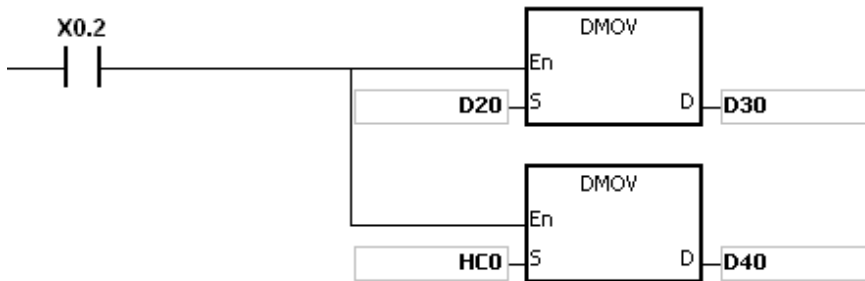 X0.2
DMOV
En
D20 S D D30
DMOV
En
HC0 S D D40